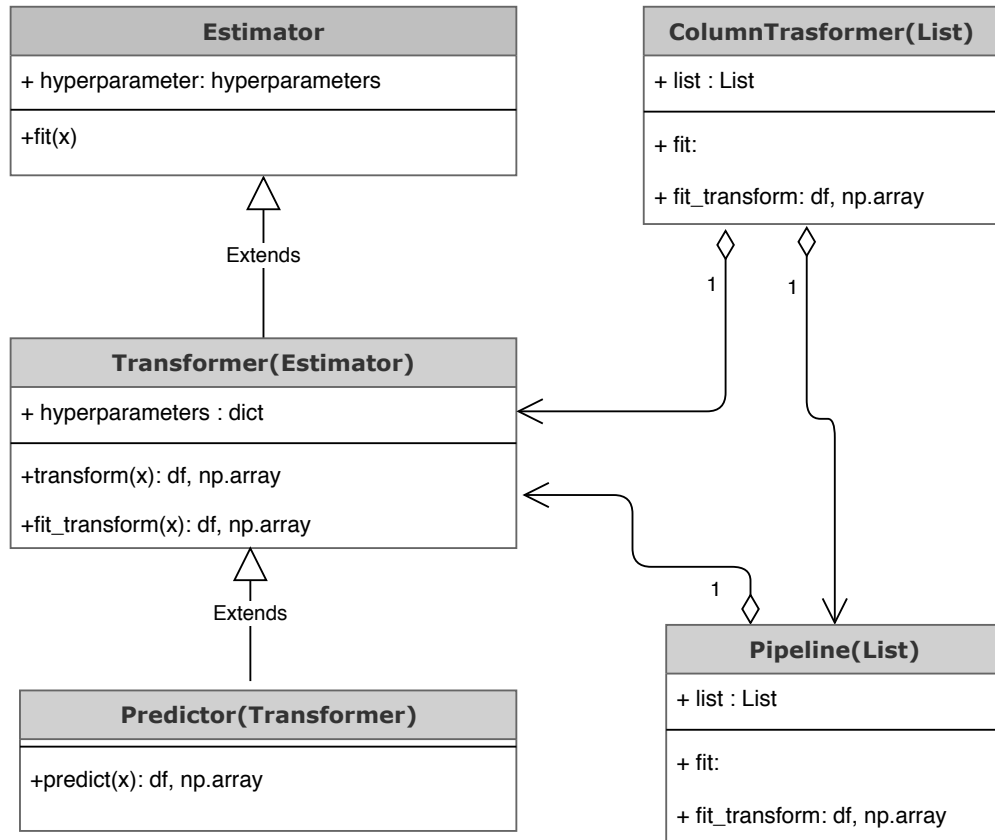 Estimator
+ hyperparameter: hyperparameters
+fit(x)
Extends
Transformer(Estimator)
+ hyperparameters : dict
+transform(x): df, np.array
+fit_transform(x): df, np.array
Extends
Predictor(Transformer)
+predict(x): df, np.array
ColumnTrasformer(List)
+ list : List
+ fit:
+ fit_transform: df, np.array
1
1
1
Pipeline(List)
+ list : List
+ fit:
+ fit_transform: df, np.array